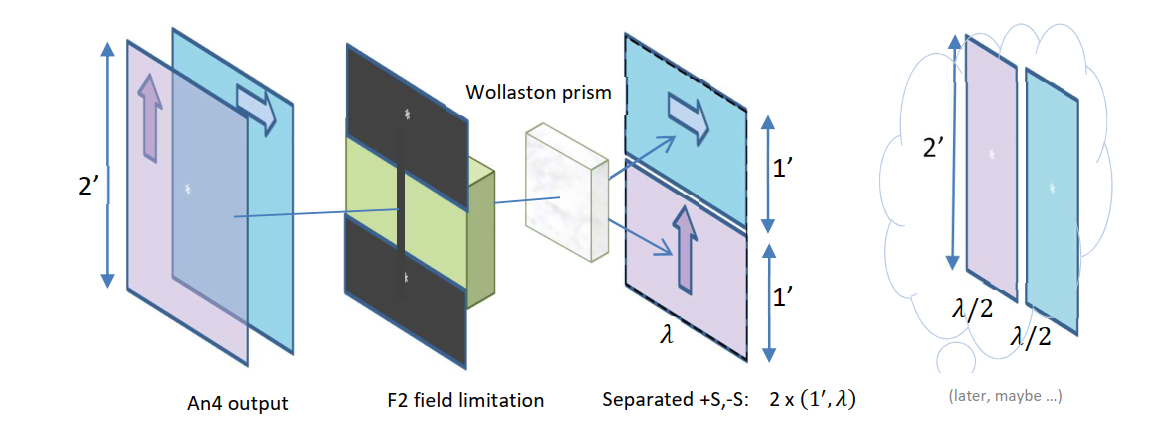 Wollaston prism
2’
1’
1’
2’
λ
λ/2
λ/2
An4 output
F2 field limitation
Separated +S,-S: 2 x (1′, λ)
(later, maybe ...)